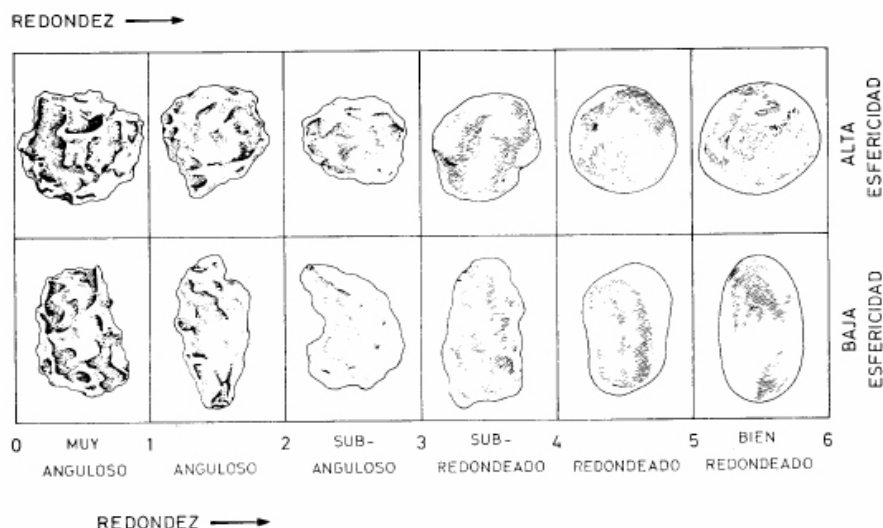 REDONDEZ
ALTA
ESFERICIDAD
BAJA
ESFERICIDAD
0 MUY 1 2 SUB- 3 SUB- 4 5 BIEN 6
ANGULOSO ANGULOSO ANGULOSO REDONDEADO REDONDEADO REDONDEADO
REDONDEZ